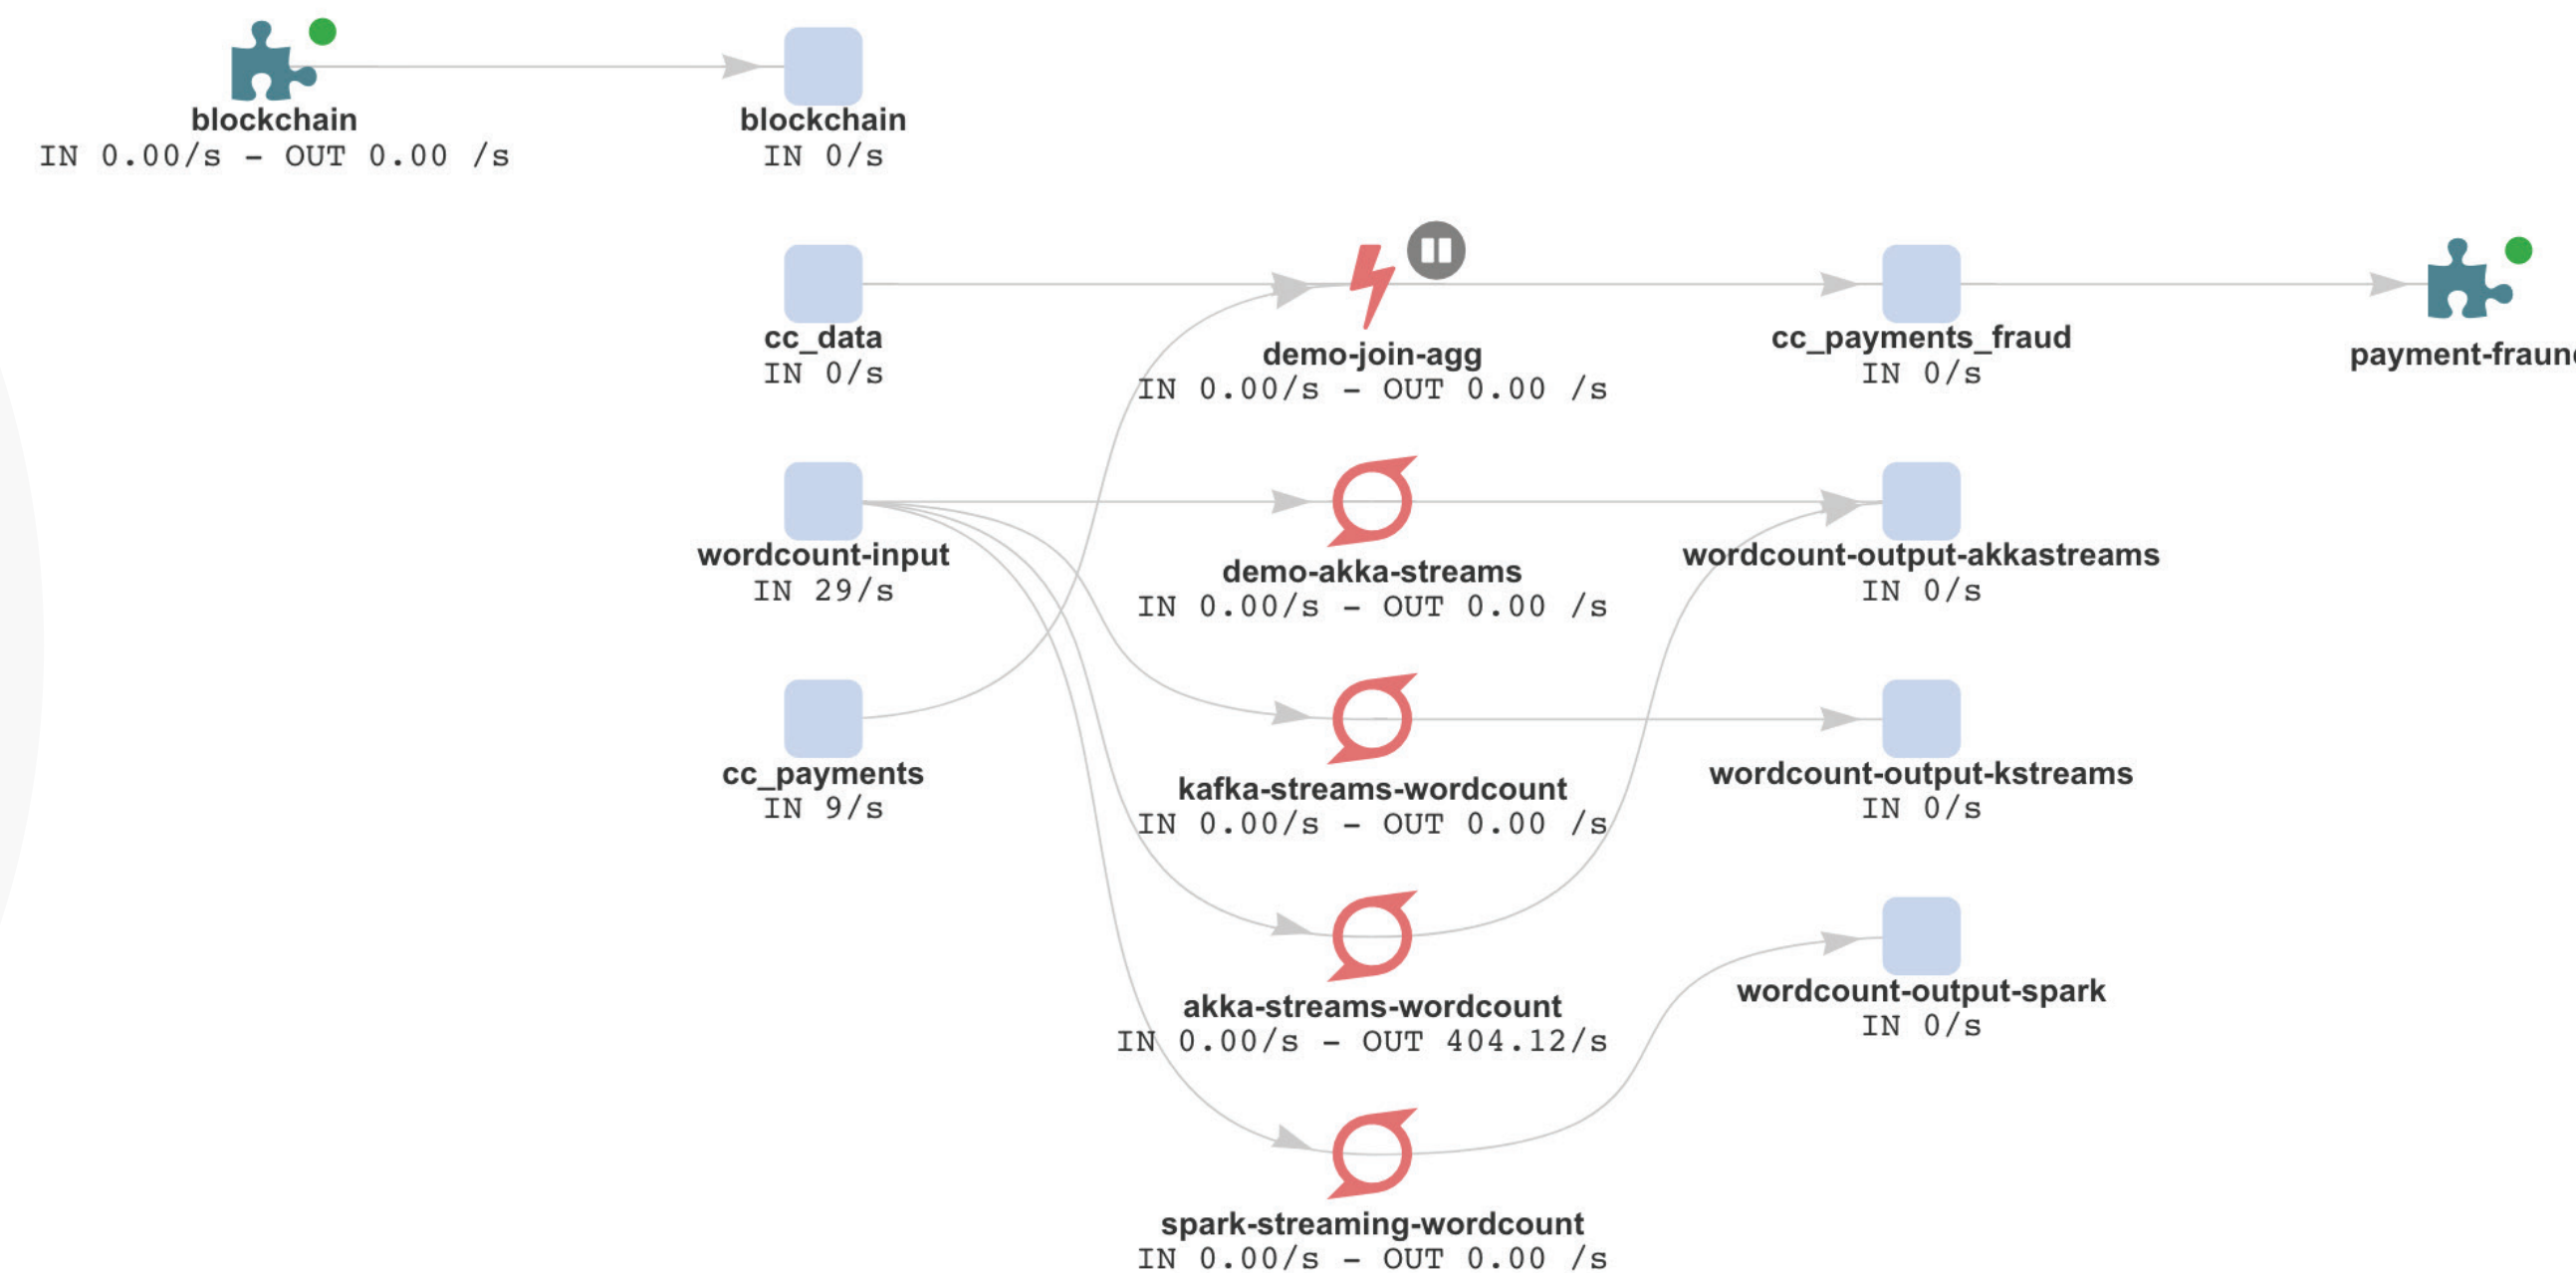 blockchain
IN 0.00/s - OUT 0.00 /s
blockchain
IN 0/s
cc_data
IN 0/s
demo-join-agg
IN 0.00/s - OUT 0.00 /s
cc_payments_fraud
IN 0/s
payment-fraun
wordcount-input
IN 29/s
demo-akka-streams
IN 0.00/s - OUT 0.00 /s
wordcount-output-akkastreams
IN 0/s
cc_payments
IN 9/s
kafka-streams-wordcount
IN 0.00/s - OUT 0.00 /s
wordcount-output-kstreams
IN 0/s
akka-streams-wordcount
IN 0.00/s - OUT 404.12/s
wordcount-output-spark
IN 0/s
spark-streaming-wordcount
IN 0.00/s - OUT 0.00 /s